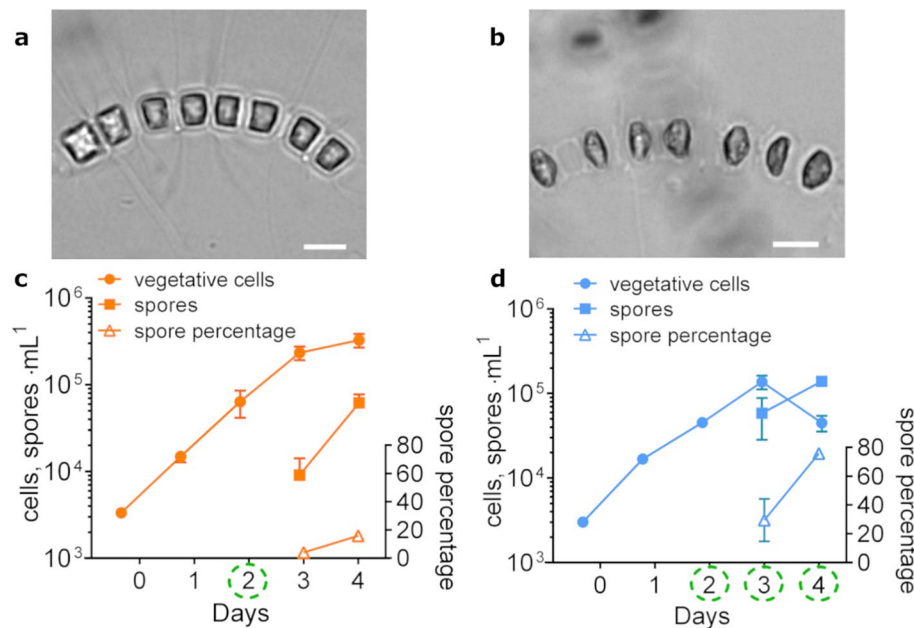 a
b
c
vegetative cells
spores
spore percentage
10⁶
10⁵
10⁴
10³
cells, spores ·mL¹
80
60
40
20
0
spore percentage
0 1 2 3 4
Days
d
vegetative cells
spores
spore percentage
10⁶
10⁵
10⁴
10³
cells, spores ·mL¹
80
60
40
20
0
spore percentage
0 1 2 3 4
Days